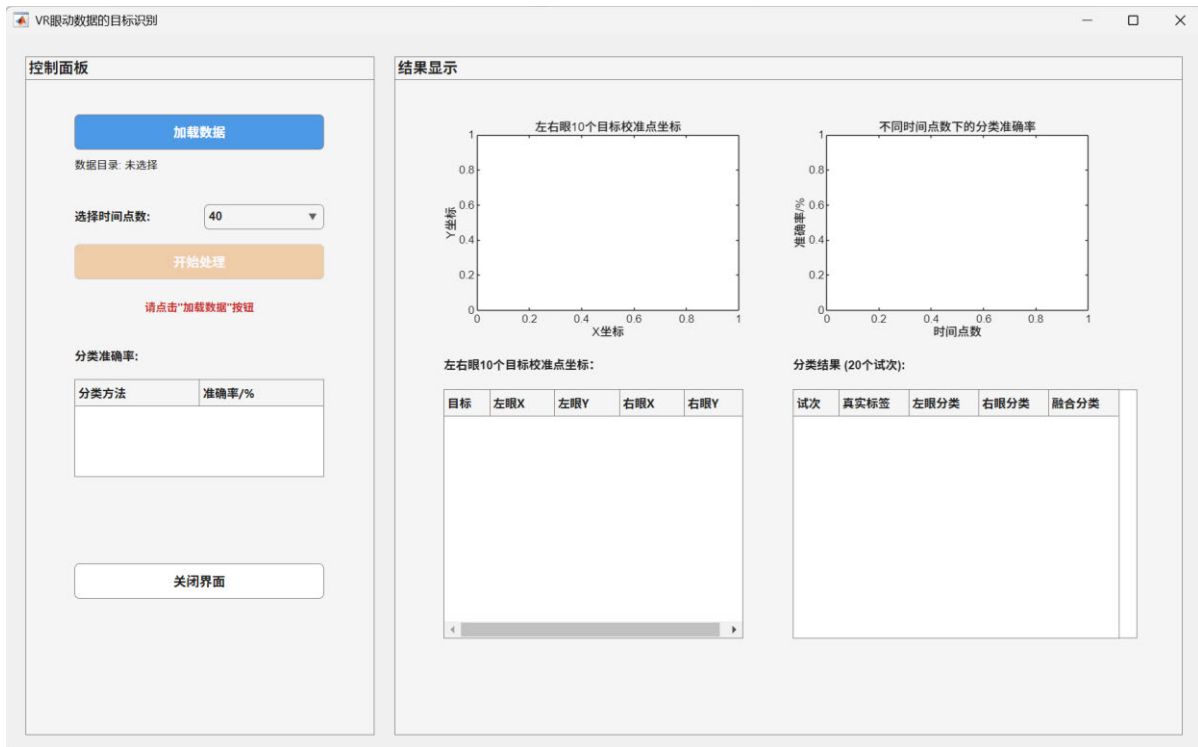 VR眼动数据的目标识别
控制面板
加载数据
数据目录: 未选择
选择时间点数: 40
开始处理
请点击"加载数据"按钮
分类准确率:
分类方法 准确率/%
关闭界面
结果显示
左右眼10个目标校准点坐标
1
0.8
0.6
0.4
0.2
0
Y坐标
0 0.2 0.4 0.6 0.8 1
X坐标
不同时间点数下的分类准确率
1
0.8
0.6
0.4
0.2
0
准确率/%
0 0.2 0.4 0.6 0.8 1
时间点数
左右眼10个目标校准点坐标:
目标 左眼X 左眼Y 右眼X 右眼Y
分类结果 (20个试次):
试次 真实标签 左眼分类 右眼分类 融合分类